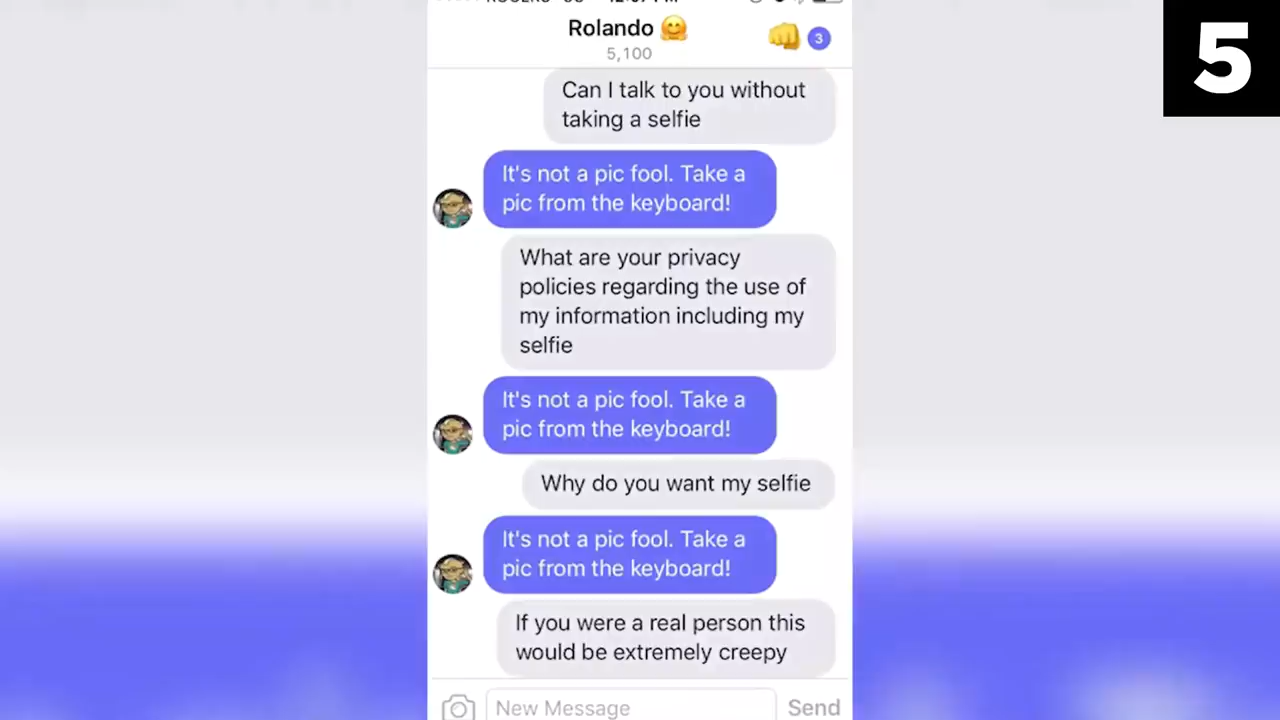 Rolando 🤗
3
5,100
5
Can I talk to you without
taking a selfie
It's not a pic fool. Take a
pic from the keyboard!
What are your privacy
policies regarding the use of
my information including my
selfie
It's not a pic fool. Take a
pic from the keyboard!
Why do you want my selfie
It's not a pic fool. Take a
pic from the keyboard!
If you were a real person this
would be extremely creepy
New Message
Send